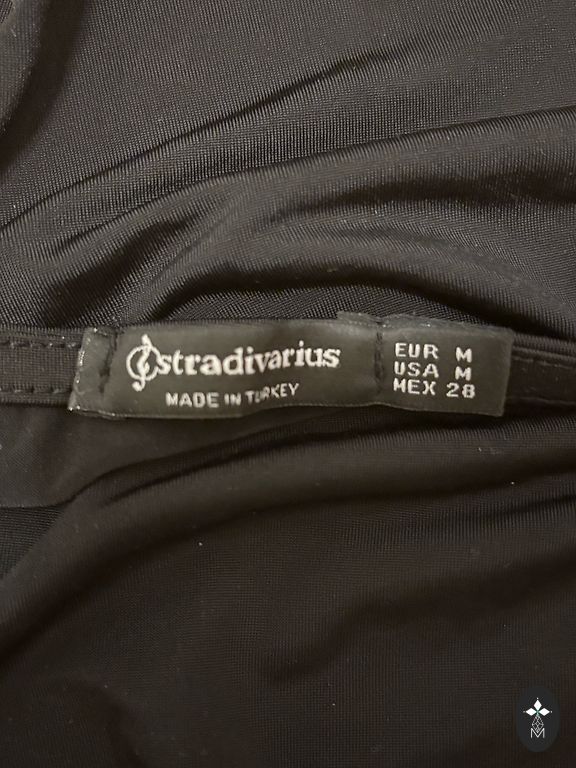 stradivarius
MADE IN TURKEY
EUR M
USA M
MEX 28
M